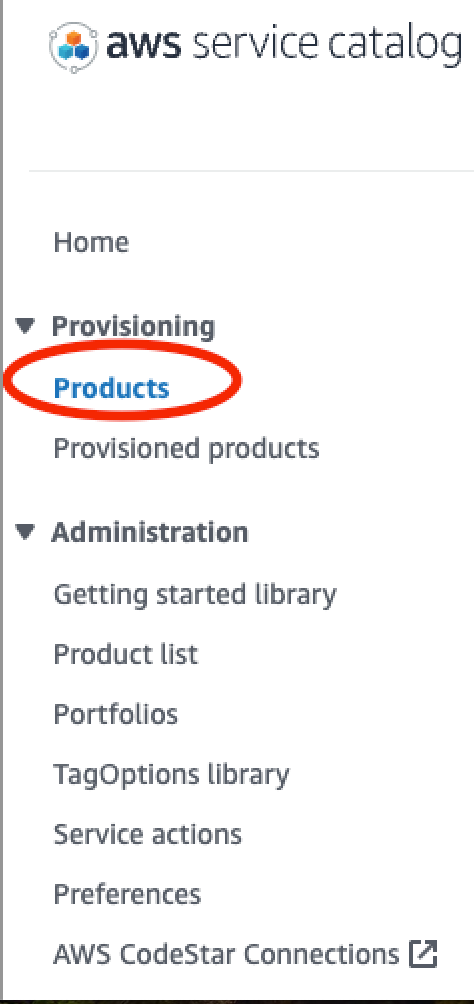 aws service catalog
Home
Provisioning
Products
Provisioned products
Administration
Getting started library
Product list
Portfolios
TagOptions library
Service actions
Preferences
AWS CodeStar Connections